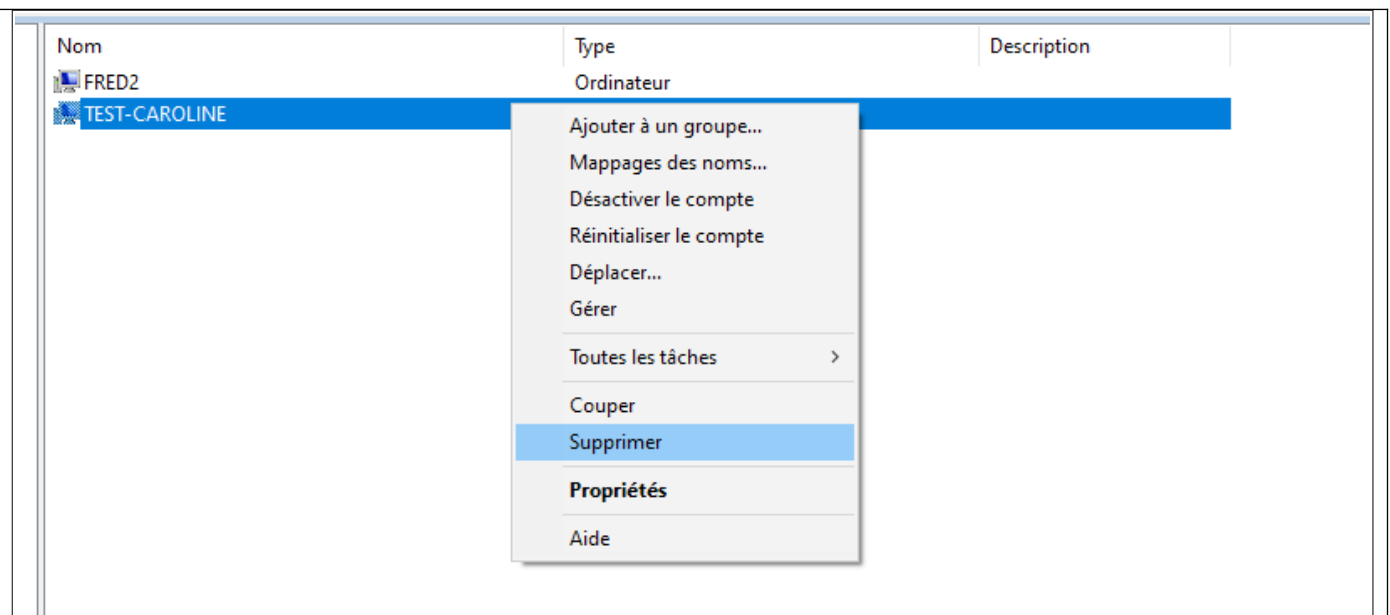 Nom Type Description
FRED2 Ordinateur
TEST-CAROLINE
Ajouter à un groupe...
Mappages des noms...
Désactiver le compte
Réinitialiser le compte
Déplacer...
Gérer
Toutes les tâches
Couper
Supprimer
Propriétés
Aide